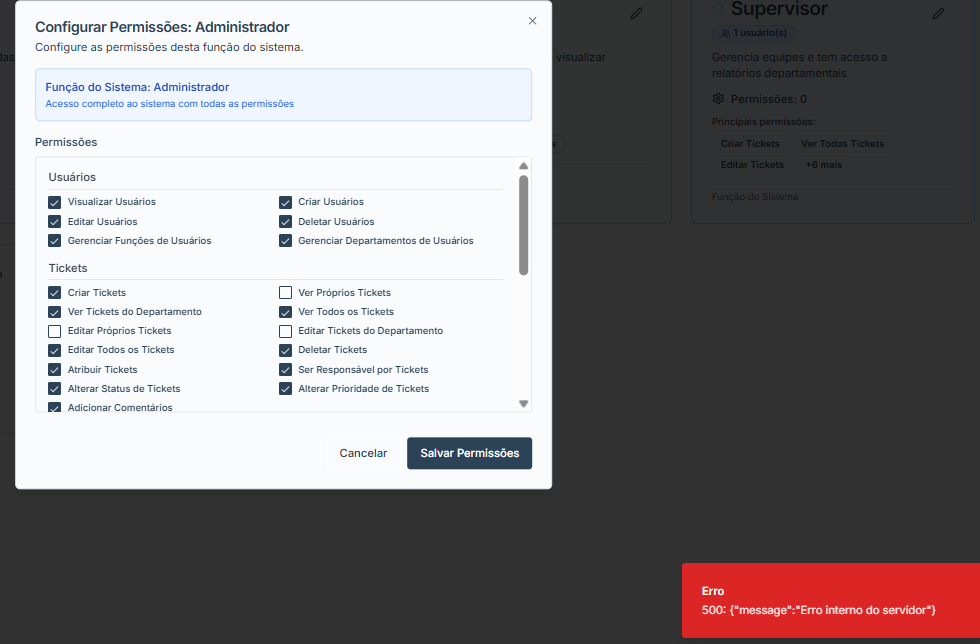 Configurar Permissões: Administrador
Configure as permissões desta função do sistema.
Função do Sistema: Administrador
Acesso completo ao sistema com todas as permissões
Permissões
Usuários
Visualizar Usuários
Criar Usuários
Editar Usuários
Deletar Usuários
Gerenciar Funções de Usuários
Gerenciar Departamentos de Usuários
Tickets
Criar Tickets
Ver Próprios Tickets
Ver Tickets do Departamento
Ver Todos os Tickets
Editar Próprios Tickets
Editar Tickets do Departamento
Editar Todos os Tickets
Deletar Tickets
Atribuir Tickets
Ser Responsável por Tickets
Alterar Status de Tickets
Alterar Prioridade de Tickets
Adicionar Comentários
Cancelar
Salvar Permissões
visualizar
Supervisor
1 usuário(s)
Gerencia equipes e tem acesso a
relatórios departamentais
Permissões: 0
Principais permissões:
Criar Tickets
Ver Todos Tickets
Editar Tickets
+6 mais
Função do Sistema
Erro
500: {"message":"Erro interno do servidor"}